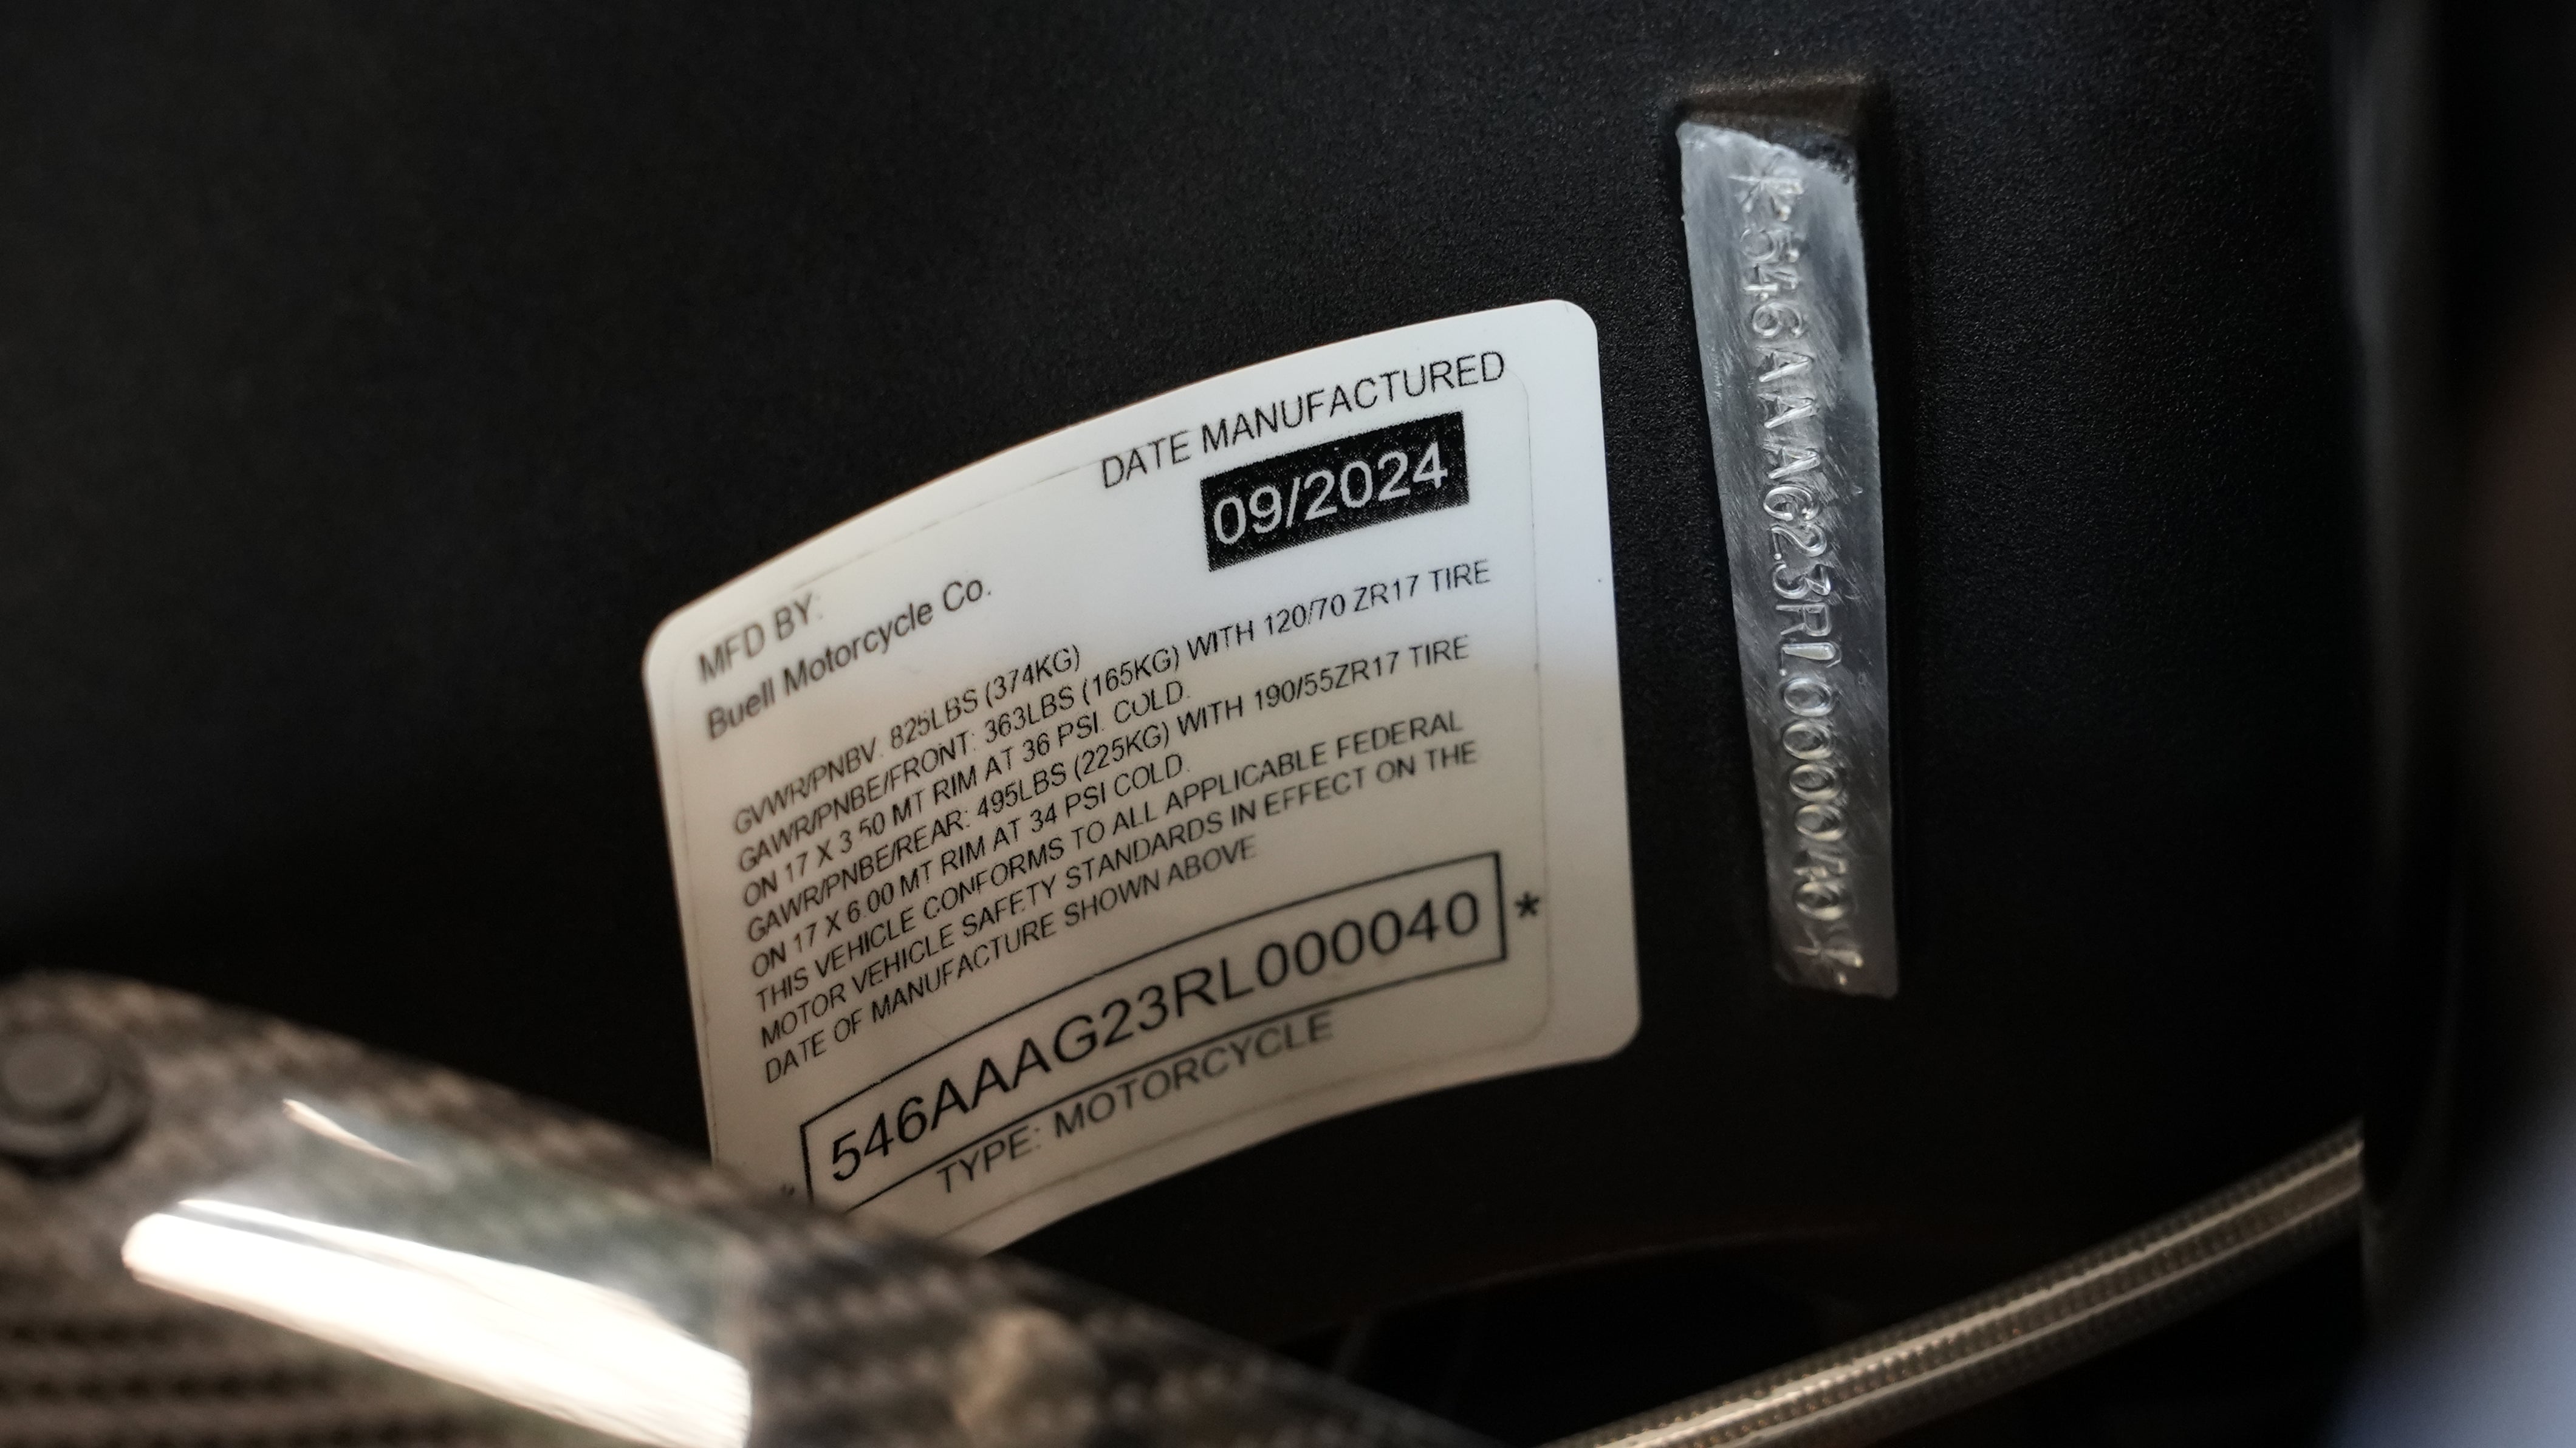 DATE MANUFACTURED
09/2024
MFD BY:
Buell Motorcycle Co.
GVWR/PNBV: 825LBS (374KG)
GAWR/PNBE/FRONT: 363LBS (165KG) WITH 120/70 ZR17 TIRE
ON 17 X 3.50 MT RIM AT 36 PSI. COLD.
GAWR/PNBE/REAR: 495LBS (225KG) WITH 190/55ZR17 TIRE
ON 17 X 6.00 MT RIM AT 34 PSI COLD.
THIS VEHICLE CONFORMS TO ALL APPLICABLE FEDERAL
MOTOR VEHICLE SAFETY STANDARDS IN EFFECT ON THE
DATE OF MANUFACTURE SHOWN ABOVE
*546AAAG23RL000040*
TYPE: MOTORCYCLE
*546AAAG23RL000040*